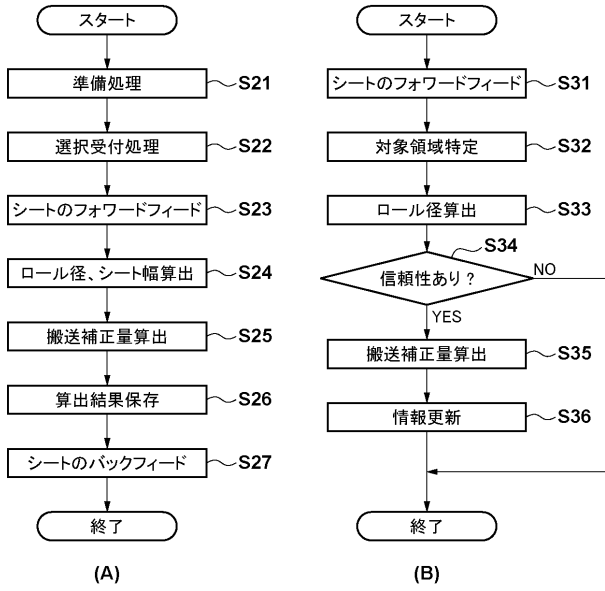 スタート
準備処理 S21
選択受付処理 S22
シートのフォワードフィード S23
ロール径、シート幅算出 S24
搬送補正量算出 S25
算出結果保存 S26
シートのバックフィード S27
終了
(A)
スタート
シートのフォワードフィード S31
対象領域特定 S32
ロール径算出 S33
S34
信頼性あり？ NO
YES
搬送補正量算出 S35
情報更新 S36
終了
(B)